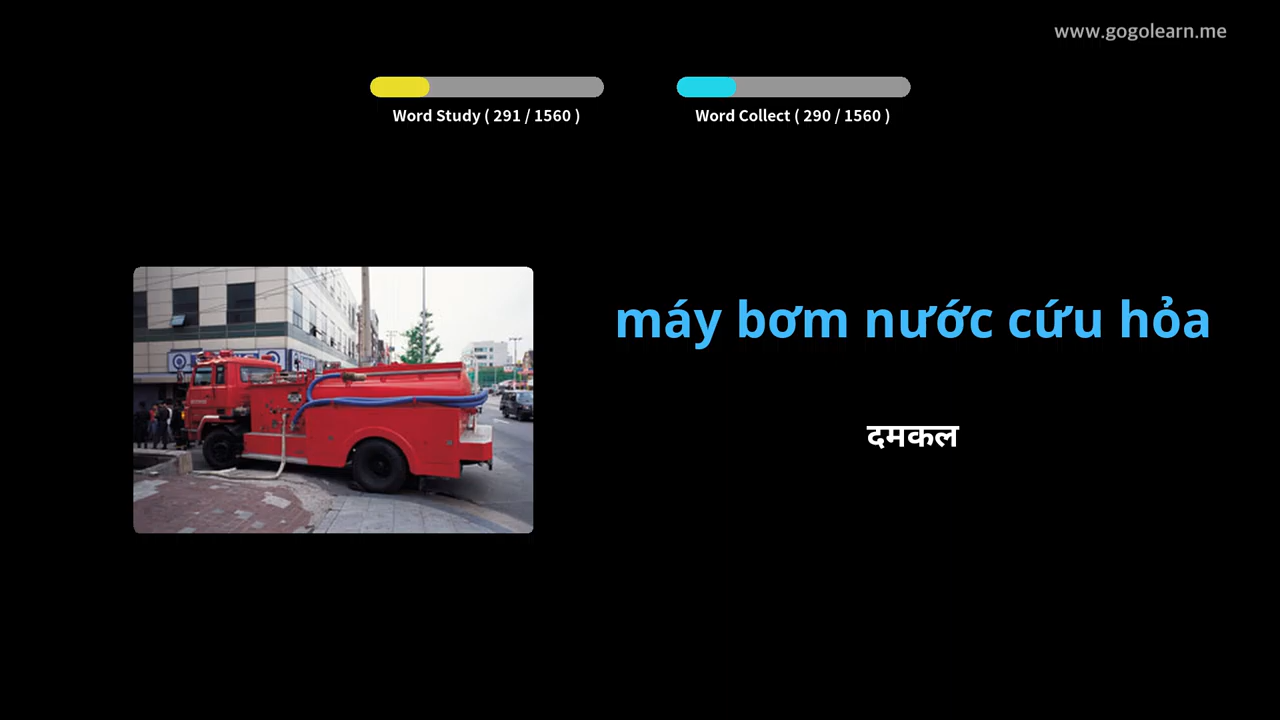 www.gogolearn.me
Word Study ( 291 / 1560 )
Word Collect ( 290 / 1560 )
máy bơm nước cứu hỏa
दमकल